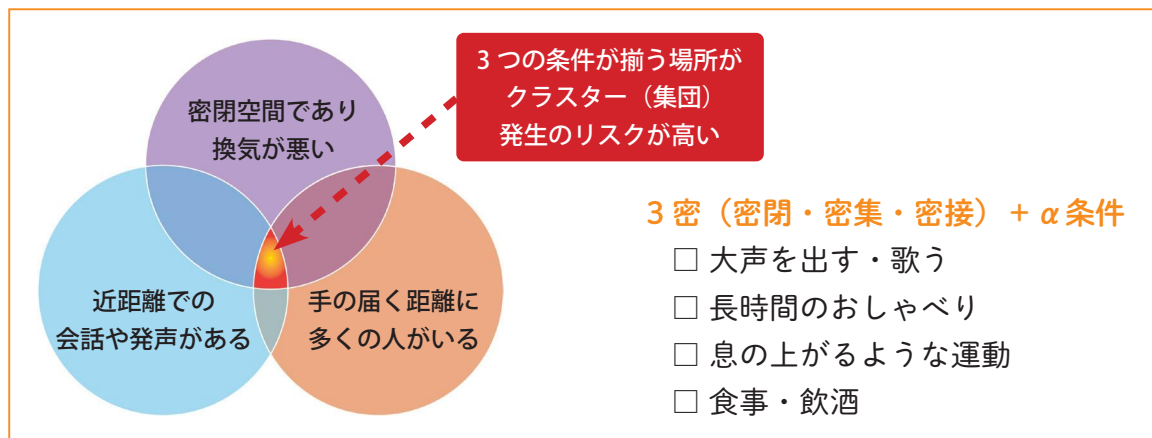 3つの条件が揃う場所が
クラスター（集団）
発生のリスクが高い
密閉空間であり
換気が悪い
近距離での
会話や発声がある
手の届く距離に
多くの人がいる
3密（密閉・密集・密接）+ α条件
□ 大声を出す・歌う
□ 長時間のおしゃべり
□ 息の上がるような運動
□ 食事・飲酒